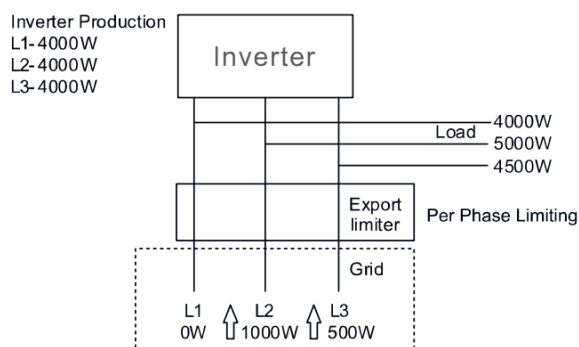 Inverter Production
L1- 4000W
L2- 4000W
L3- 4000W
Inverter
4000W
Load
5000W
4500W
Export
limiter
Per Phase Limiting
Grid
L1 L2 L3
0W 1000W 500W